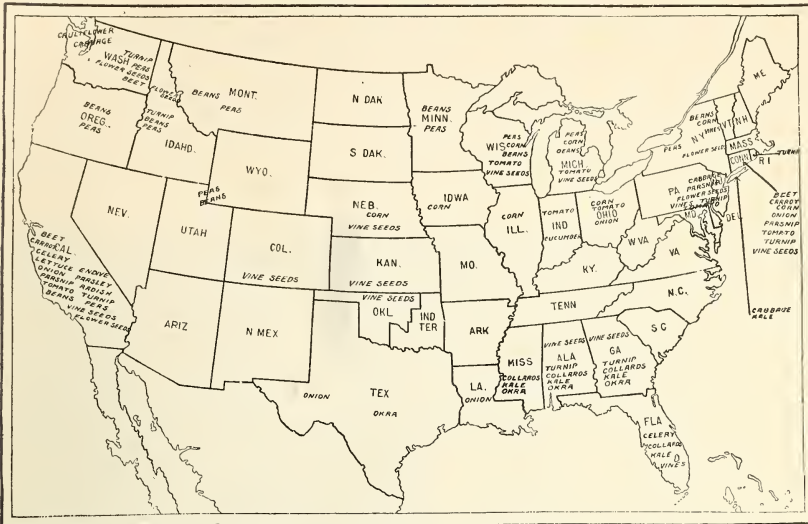 CAULIFLOWER
CABBAGE
TURNIP
WASH PEAS
FLOWER SEEDS
BEET
FLOWER
SEEDS
BEANS
OREG.
PEAS
TURNIP
BEANS
PEAS
IDAHO.
MONT.
BEANS
PEAS
WYO.
PEAS
BEANS
NEV.
UTAH
COL.
VINE SEEDS
BEET
CARROT
CAL.
CELERY
LETTUCE ENDIVE
ONION PARSLEY
PARSNIP RADISH
TOMATO TURNIP
BEANS PEAS
VINE SEEDS
FLOWER SEEDS
ARIZ
N MEX
N DAK
S DAK.
NEB.
CORN
VINE SEEDS
KAN.
VINE SEEDS
VINE SEEDS
OKL
IND
TER
TEX
ONION
OKRA
BEANS
MINN.
PEAS
IOWA
CORN
MO.
ARK
LA.
ONION
WIS
PEAS
CORN
BEANS
TOMATO
VINE SEEDS
PEAS
CORN
BEANS
MICH
TOMATO
VINE SEEDS
CORN
ILL.
TOMATO
IND
CUCUMBER
CORN
TOMATO
OHIO
ONION
KY.
TENN
MISS
COLLARDS
KALE
OKRA
VINE SEEDS
ALA
TURNIP
COLLARDS
KALE
OKRA
VINE SEEDS
GA
TURNIP
COLLARDS
KALE
OKRA
FLA
CELERY
COLLARDS
KALE
VINES
S C
N.C.
VA
W VA
MD
DEL
PA
CABBAGE
PARSNIP
FLOWER SEEDS
VINES TURNIP
TOMATO
BEANS
CORN
NY
VINES
PEAS
FLOWER SEED
VT
NH
ME
MASS
CONN
R I
TURNIP
BEET
CARROT
CORN
ONION
PARSNIP
TOMATO
TURNIP
VINE SEEDS
CABBAGE
KALE